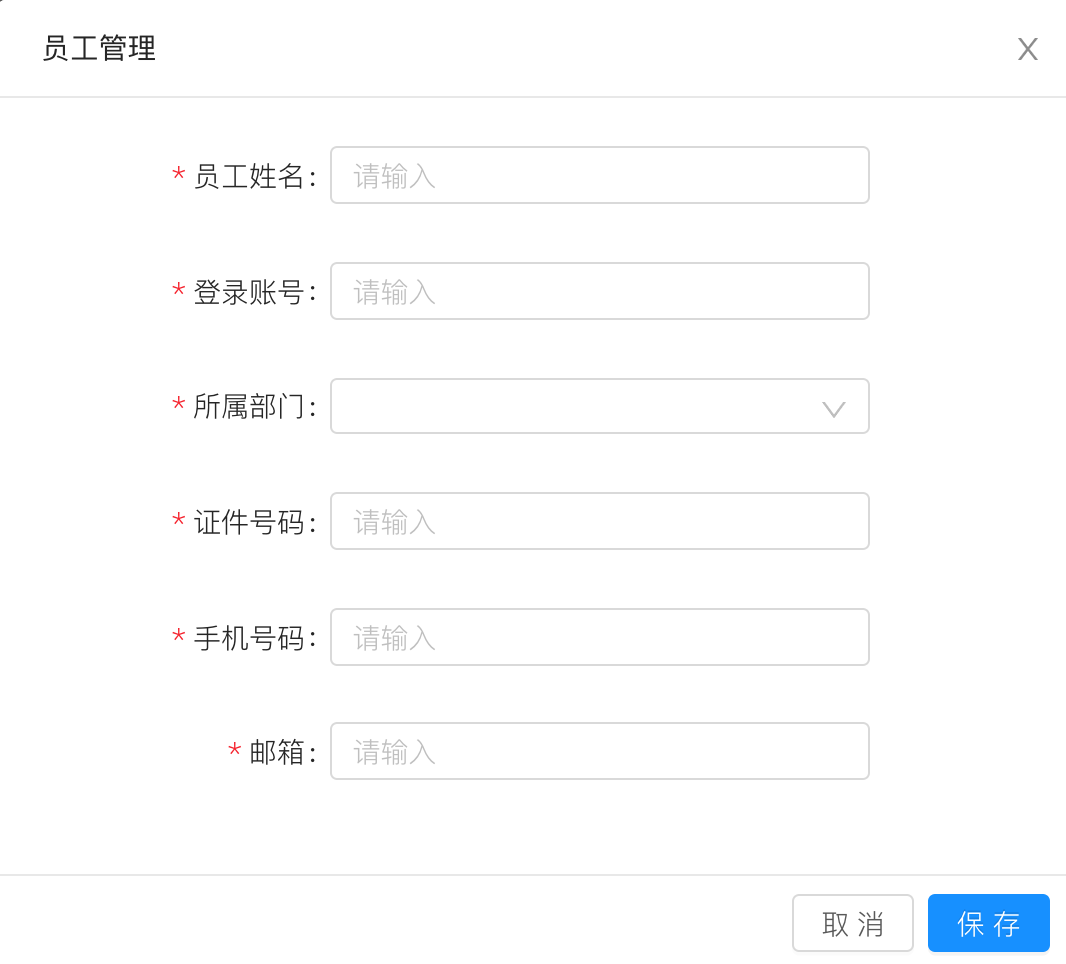 员工管理
* 员工姓名: 请输入
* 登录账号: 请输入
* 所属部门:
* 证件号码: 请输入
* 手机号码: 请输入
* 邮箱: 请输入
取 消 保 存